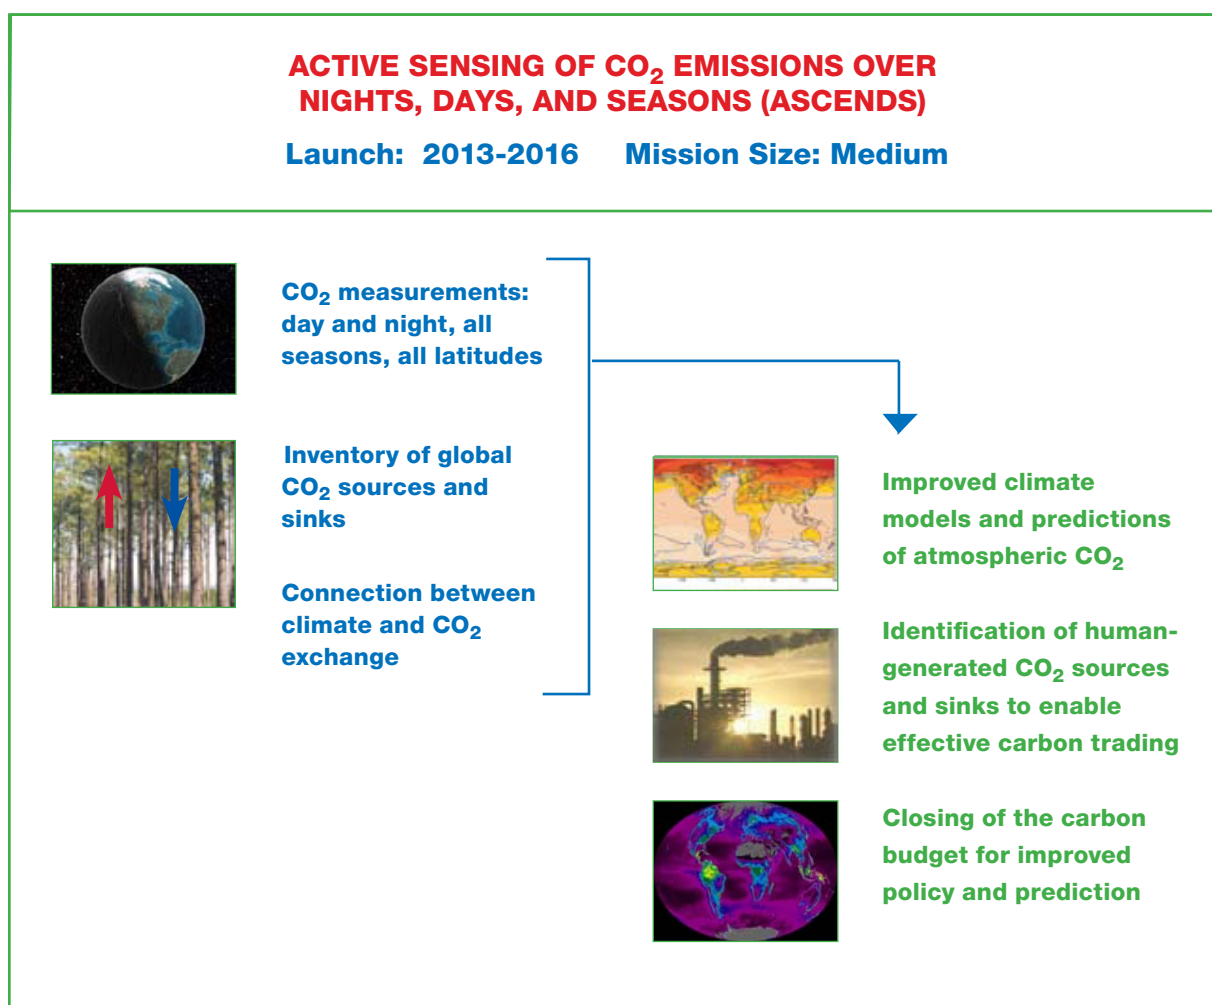 ACTIVE SENSING OF CO₂ EMISSIONS OVER
NIGHTS, DAYS, AND SEASONS (ASCENDS)
Launch: 2013-2016 Mission Size: Medium
CO₂ measurements:
day and night, all
seasons, all latitudes
Inventory of global
CO₂ sources and
sinks
Connection between
climate and CO₂
exchange
Improved climate
models and predictions
of atmospheric CO₂
Identification of human-
generated CO₂ sources
and sinks to enable
effective carbon trading
Closing of the carbon
budget for improved
policy and prediction